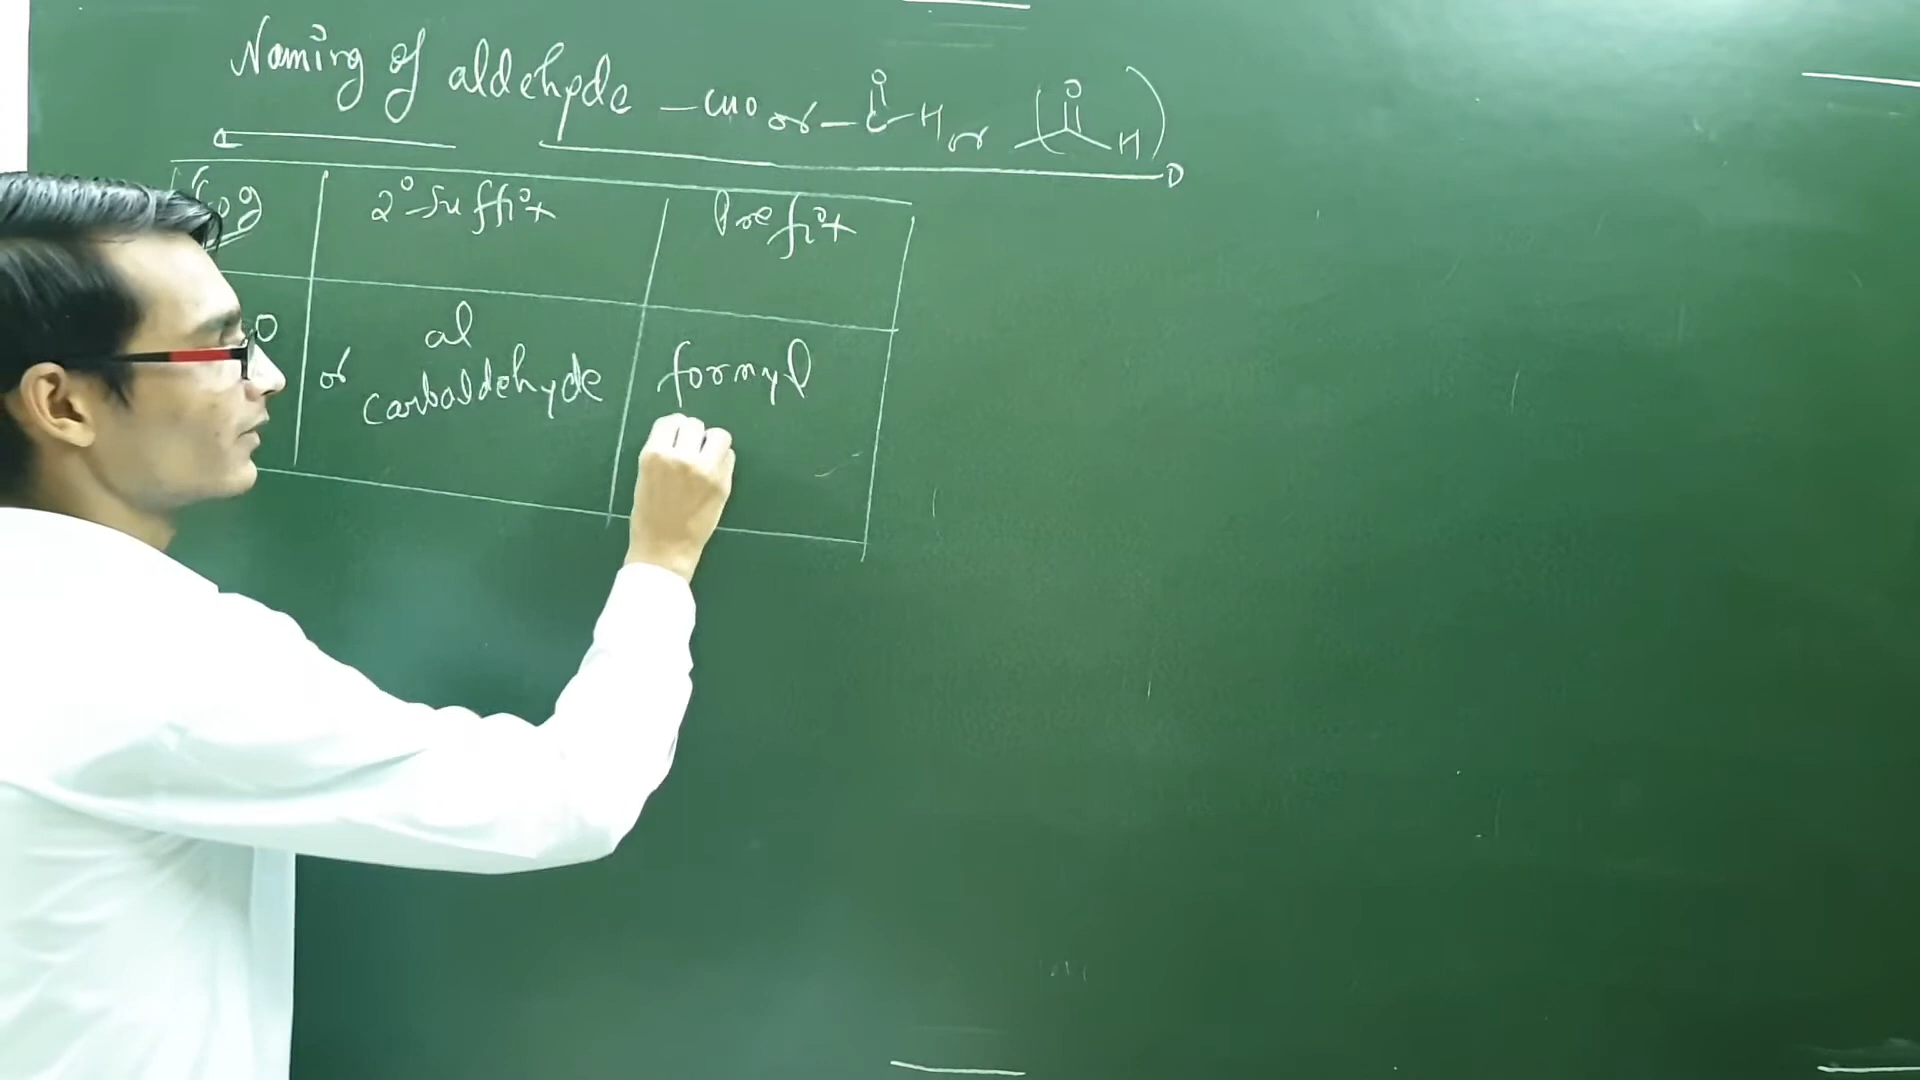 Naming of aldehyde -CHO or -C-H or ( H)
O O
2° Suffix Prefix
al
or carbaldehyde formyl
O